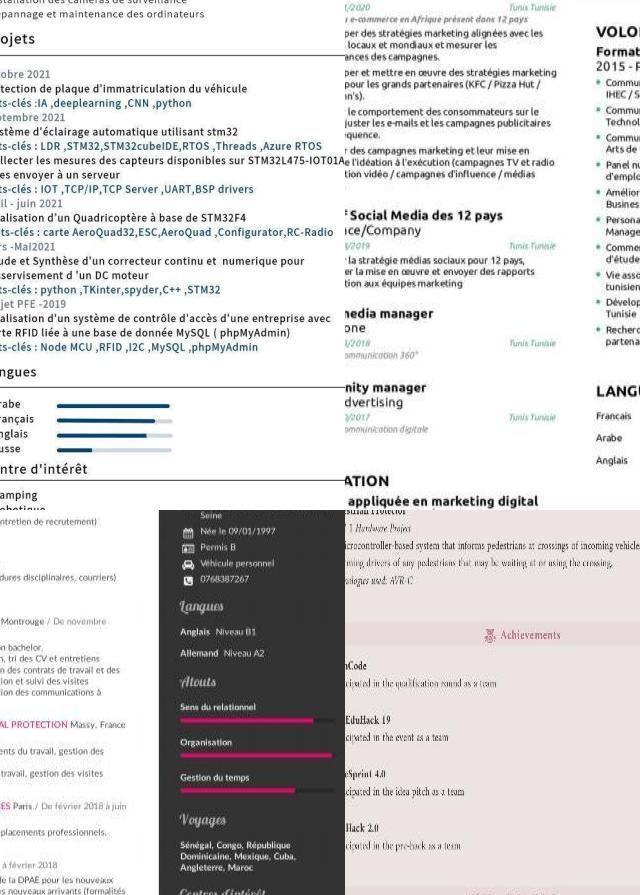 épannage et maintenance des ordinateurs
ojets
tobre 2021
tection de plaque d'immatriculation du véhicule
ts-clés :IA ,deeplearning ,CNN ,python
ptembre 2021
stème d'éclairage automatique utilisant stm32
ts-clés : LDR ,STM32,STM32cubeIDE,RTOS ,Threads ,Azure RTOS
llecter les mesures des capteurs disponibles sur STM32L475-IOT01A
es envoyer à un serveur
ts-clés : IOT ,TCP/IP,TCP Server ,UART,BSP drivers
il - juin 2021
alisation d'un Quadricoptère à base de STM32F4
ts-clés : carte AeroQuad32,ESC,AeroQuad ,Configurator,RC-Radio
rs -Mai2021
ude et Synthèse d'un correcteur continu et numerique pour
sservisement d 'un DC moteur
ts-clés : python ,TKinter,spyder,C++ ,STM32
jet PFE -2019
alisation d'un système de contrôle d'accès d'une entreprise avec
rte RFID liée à une base de donnée MySQL ( phpMyAdmin)
ts-clés : Node MCU ,RFID ,I2C ,MySQL ,phpMyAdmin
ngues
rabe
rançais
nglais
usse
ntre d'intérêt
amping
/2020 Tunis Tunisie
e-commerce en Afrique présent dans 12 pays
per des stratégies marketing alignées avec les
locaux et mondiaux et mesurer les
ances des campagnes.
per et mettre en œuvre des stratégies marketing
pour les grands partenaires (KFC / Pizza Hut /
n's).
le comportement des consommateurs sur le
juster les e-mails et les campagnes publicitaires
quence.
r des campagnes marketing et leur mise en
e l'idéation à l'exécution (campagnes TV et radio
tion vidéo / campagnes d'influence / médias
Social Media des 12 pays
ce/Company
/2019 Tunis Tunisie
la stratégie médias sociaux pour 12 pays,
er la mise en œuvre et envoyer des rapports
tion aux équipes marketing
nedia manager
one
/2018 Tunis Tunisie
mmunication 360°
nity manager
dvertising
/2017 Tunis Tunisie
ommunication digitale
ATION
appliquée en marketing digital
VOLO
Format
2015 - P
Commu
IHEC / S
Commu
Technol
Commu
Arts de
Panel nu
d'emplo
Amélior
Busines
Persona
Manage
Comme
d'étude
Vie asso
tunisien
Dévelop
Tunisie
Recherc
partena
LANGU
Francais
Arabe
Anglais
ntretien de recrutement)
dures disciplinaires, courriers)
Montrouge / De novembre
n bachelor.
n, tri des CV et entretiens
n des contrats de travail et des
ion et suivi des visites
ion des communications à
AL PROTECTION Massy, France
ents du travail, gestion des
travail, gestion des visites
ES Paris / De février 2018 à juin
placements professionnels.
à février 2018
de la DPAE pour les nouveaux
s nouveaux arrivants (formalités
Seine
Née le 09/01/1997
Permis B
Véhicule personnel
0768387267
Langues
Anglais Niveau B1
Allemand Niveau A2
Atouts
Sens du relationnel
Organisation
Gestion du temps
Voyages
Sénégal, Congo, République
Dominicaine, Mexique, Cuba,
Angleterre, Maroc
Centres d'intérêt
1 Hardware Project
icrocontroller-based system that informs pedestrians at crossings of incoming vehicle
ming drivers of any pedestrians that may be waiting at or using the crossing.
ologies used: AVR-C
Achievements
nCode
cipated in the qualification round as a team
EduHack 19
cipated in the event as a team
eSprint 4.0
cipated in the idea pitch as a team
Hack 2.0
cipated in the pre-hack as a team